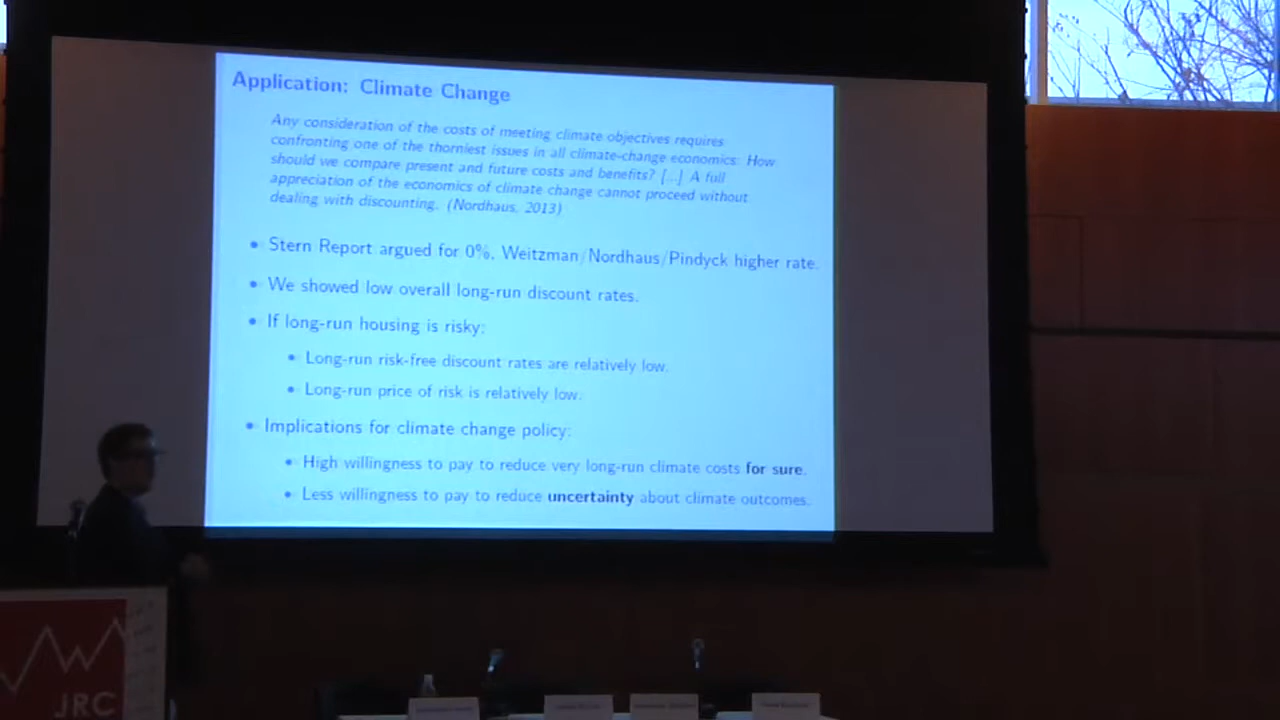 Application: Climate Change
Any consideration of the costs of meeting climate objectives requires
confronting one of the thorniest issues in all climate-change economics: How
should we compare present and future costs and benefits? [...] A full
appreciation of the economics of climate change cannot proceed without
dealing with discounting. (Nordhaus, 2013)
• Stern Report argued for 0%, Weitzman/Nordhaus/Pindyck higher rate.
• We showed low overall long-run discount rates.
• If long-run housing is risky:
• Long-run risk-free discount rates are relatively low.
• Long-run price of risk is relatively low.
• Implications for climate change policy:
• High willingness to pay to reduce very long-run climate costs for sure.
• Less willingness to pay to reduce uncertainty about climate outcomes.
JRC